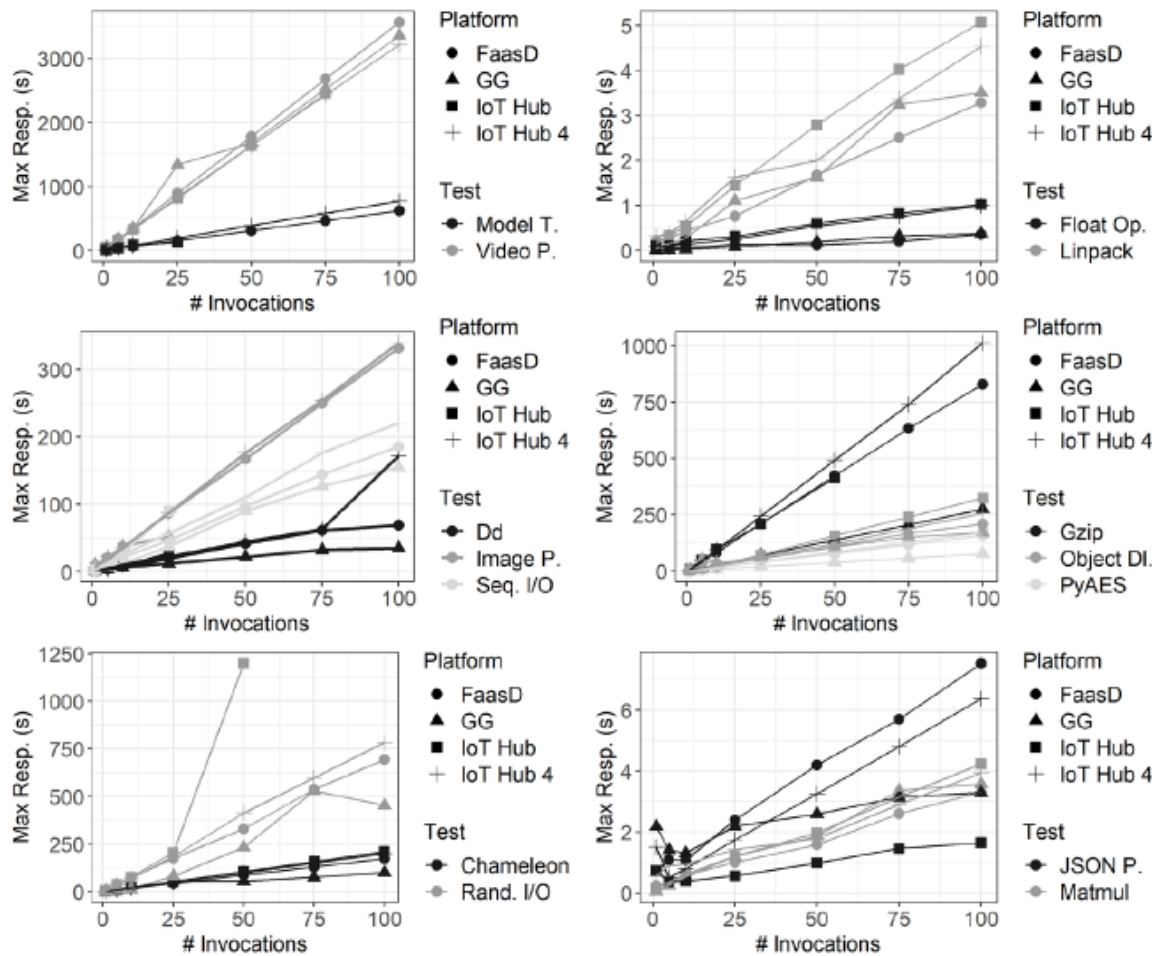 Max Resp. (s)
3000
2000
1000
0
0 25 50 75 100
# Invocations
Platform
FaasD
GG
IoT Hub
IoT Hub 4
Test
Model T.
Video P.
Max Resp. (s)
5
4
3
2
1
0
0 25 50 75 100
# Invocations
Platform
FaasD
GG
IoT Hub
IoT Hub 4
Test
Float Op.
Linpack
Max Resp. (s)
300
200
100
0
0 25 50 75 100
# Invocations
Platform
FaasD
GG
IoT Hub
IoT Hub 4
Test
Dd
Image P.
Seq. I/O
Max Resp. (s)
1000
750
500
250
0
0 25 50 75 100
# Invocations
Platform
FaasD
GG
IoT Hub
IoT Hub 4
Test
Gzip
Object Dl.
PyAES
Max Resp. (s)
1250
1000
750
500
250
0
0 25 50 75 100
# Invocations
Platform
FaasD
GG
IoT Hub
IoT Hub 4
Test
Chameleon
Rand. I/O
Max Resp. (s)
6
4
2
0
0 25 50 75 100
# Invocations
Platform
FaasD
GG
IoT Hub
IoT Hub 4
Test
JSON P.
Matmul